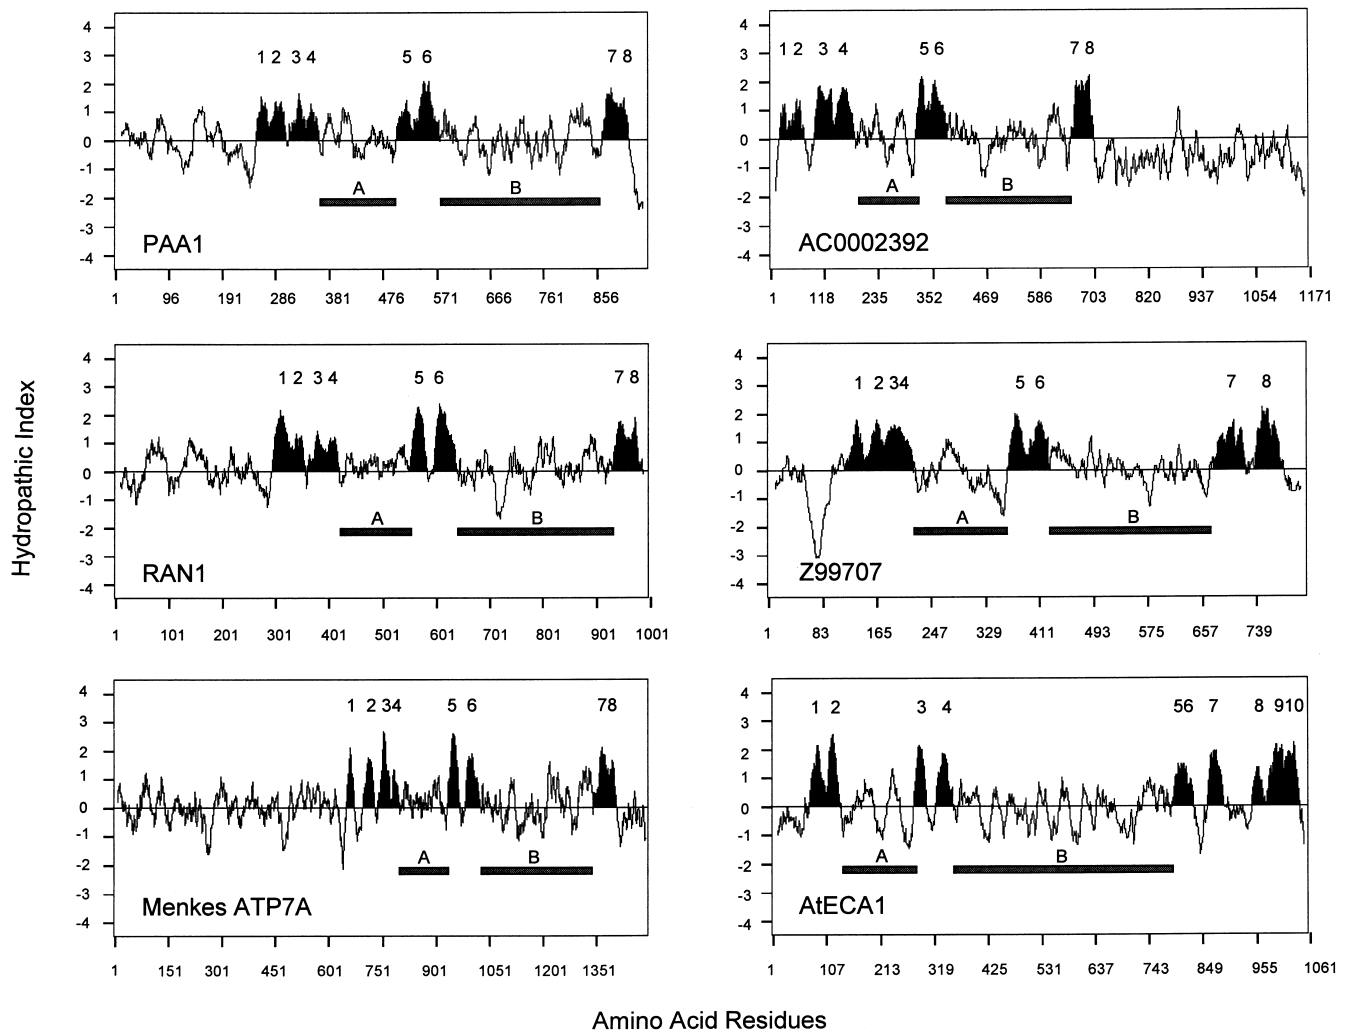 Hydropathic Index
4
3
2
1
0
-1
-2
-3
-4
1 2 3 4 5 6 7 8
A B
PAA1
1 96 191 286 381 476 571 666 761 856
4
3
2
1
0
-1
-2
-3
-4
1 2 3 4 5 6 7 8
A B
AC0002392
1 118 235 352 469 586 703 820 937 1054 1171
4
3
2
1
0
-1
-2
-3
-4
1 2 3 4 5 6 7 8
A B
RAN1
1 101 201 301 401 501 601 701 801 901 1001
4
3
2
1
0
-1
-2
-3
-4
1 2 34 5 6 7 8
A B
Z99707
1 83 165 247 329 411 493 575 657 739
4
3
2
1
0
-1
-2
-3
-4
1 2 34 5 6 78
A B
Menkes ATP7A
1 151 301 451 601 751 901 1051 1201 1351
4
3
2
1
0
-1
-2
-3
-4
1 2 3 4 56 7 8 910
A B
AtECA1
1 107 213 319 425 531 637 743 849 955 1061
Amino Acid Residues